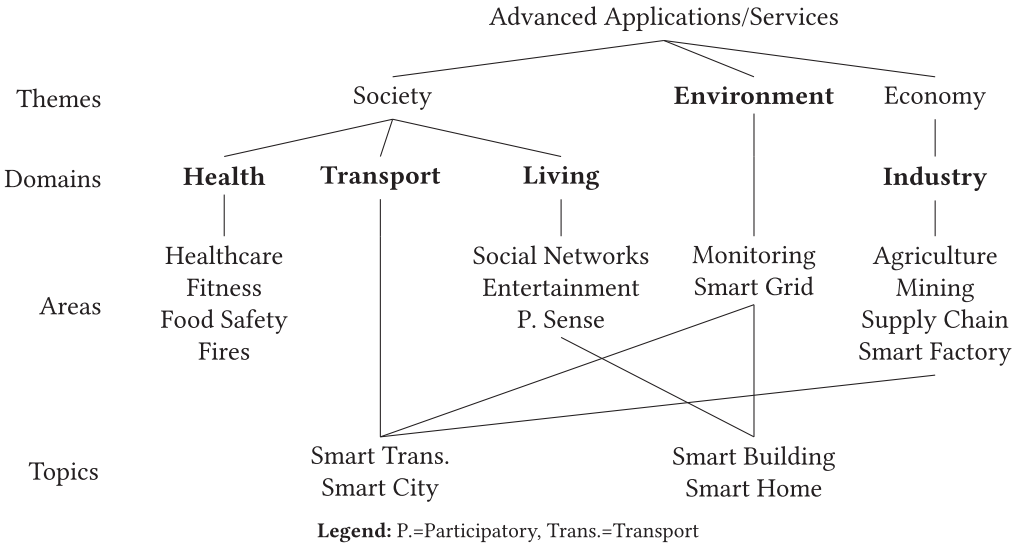 Advanced Applications/Services
Themes
Society
Environment
Economy
Domains
Health
Transport
Living
Industry
Areas
Healthcare
Fitness
Food Safety
Fires
Social Networks
Entertainment
P. Sense
Monitoring
Smart Grid
Agriculture
Mining
Supply Chain
Smart Factory
Topics
Smart Trans.
Smart City
Smart Building
Smart Home
Legend: P.=Participatory, Trans.=Transport